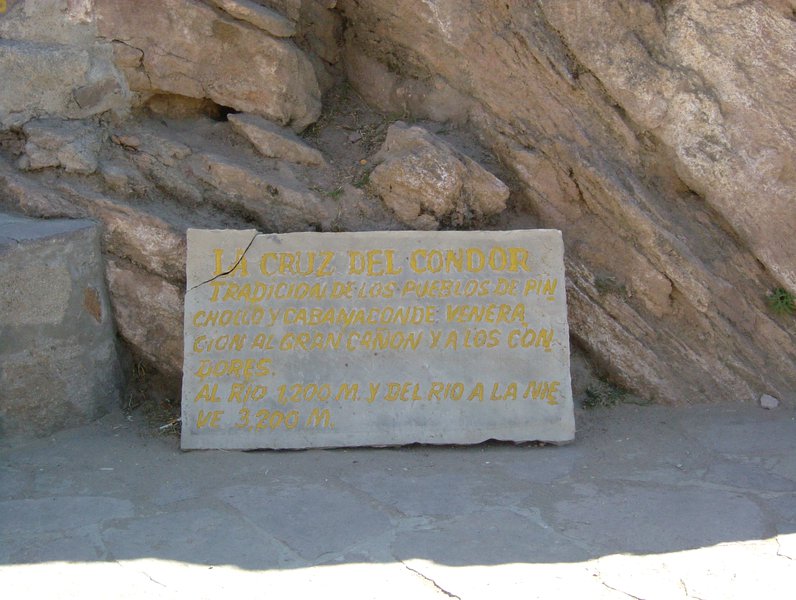 LA CRUZ DEL CONDOR
TRADICION DE LOS PUEBLOS DE PIN
CHOLLO Y CABANACONDE VENERA
CION AL GRAN CAÑON Y A LOS CON
DORES.
AL RIO 1,200 M. Y DEL RIO A LA NIE
VE 3,200 M.